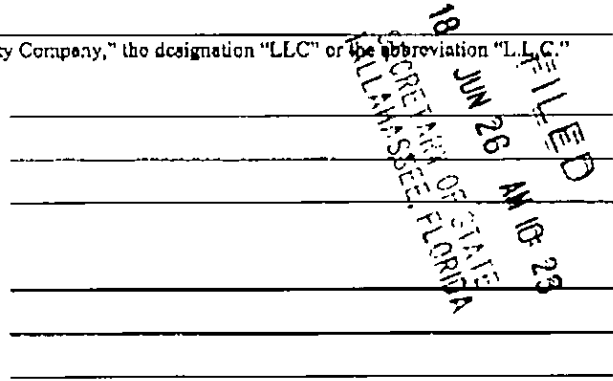 ty Company," the designation "LLC" or the abbreviation "L.L.C."
FILED
18 JUN 26 AM 10:23
SECRETARY OF STATE
TALLAHASSEE, FLORIDA